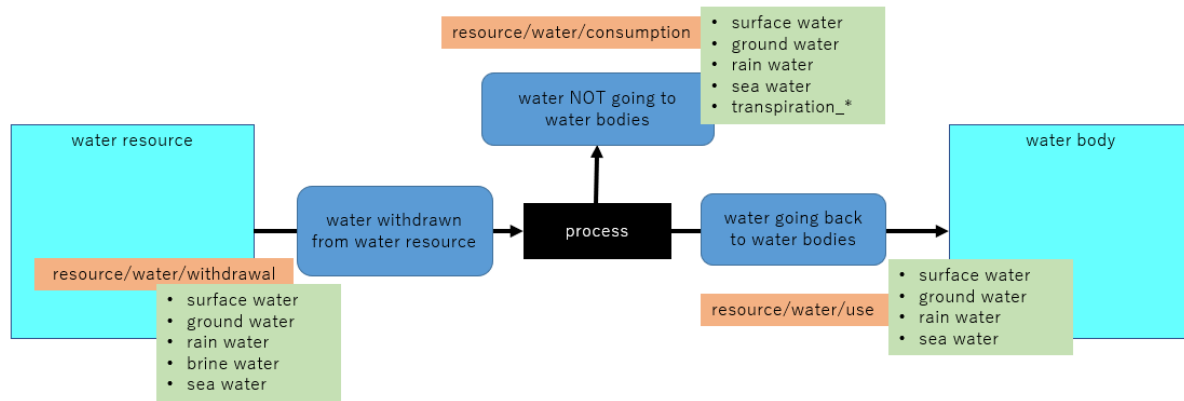 resource/water/consumption
• surface water
• ground water
• rain water
• sea water
• transpiration_*
water NOT going to
water bodies
water resource
water body
water withdrawn
from water resource
process
water going back
to water bodies
resource/water/withdrawal
• surface water
• ground water
• rain water
• brine water
• sea water
resource/water/use
• surface water
• ground water
• rain water
• sea water